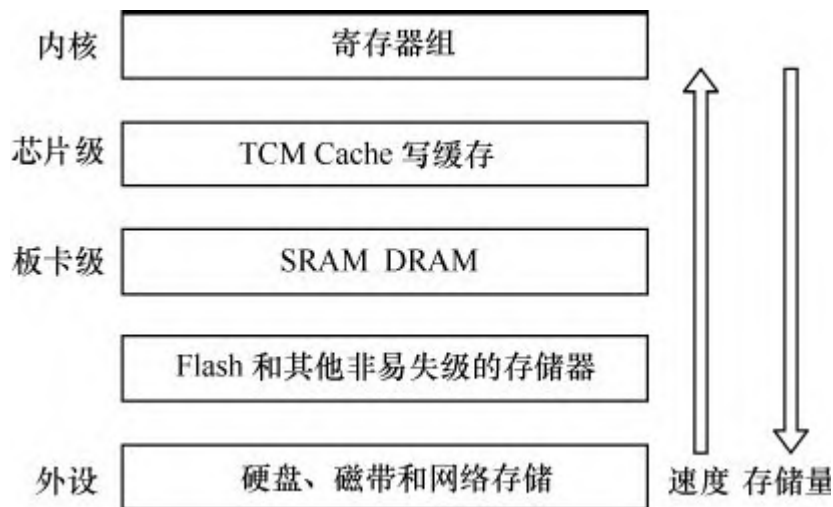 内核
寄存器组
芯片级
TCM Cache 写缓存
板卡级
SRAM DRAM
Flash 和其他非易失级的存储器
外设
硬盘、磁带和网络存储
速度
存储量